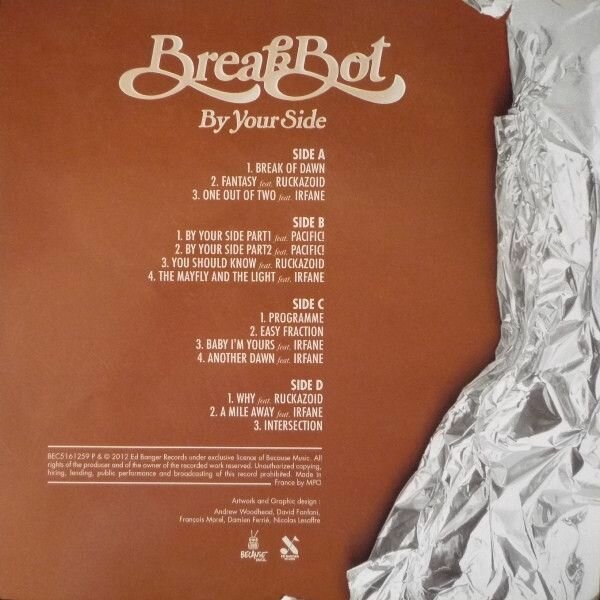 BreakBot
By Your Side
SIDE A
1. BREAK OF DAWN
2. FANTASY feat. RUCKAZOID
3. ONE OUT OF TWO feat. IRFANE
SIDE B
1. BY YOUR SIDE PART1 feat. PACIFIC!
2. BY YOUR SIDE PART2 feat. PACIFIC!
3. YOU SHOULD KNOW feat. RUCKAZOID
4. THE MAYFLY AND THE LIGHT feat. IRFANE
SIDE C
1. PROGRAMME
2. EASY FRACTION
3. BABY I'M YOURS feat. IRFANE
4. ANOTHER DAWN feat. IRFANE
SIDE D
1. WHY feat. RUCKAZOID
2. A MILE AWAY feat. IRFANE
3. INTERSECTION
BEC5161259 P & © 2012 Ed Banger Records under exclusive licence of Because Music. All
rights of the producer and of the owner of the recorded work reserved. Unauthorized copying,
hiring, lending, public performance and broadcasting of this record prohibited. Made in
France by MPO
Artwork and Graphic design :
Andrew Woodhead, David Fanfani,
François Morel, Damien Ferrié, Nicolas Lesaffre
BECAUSE